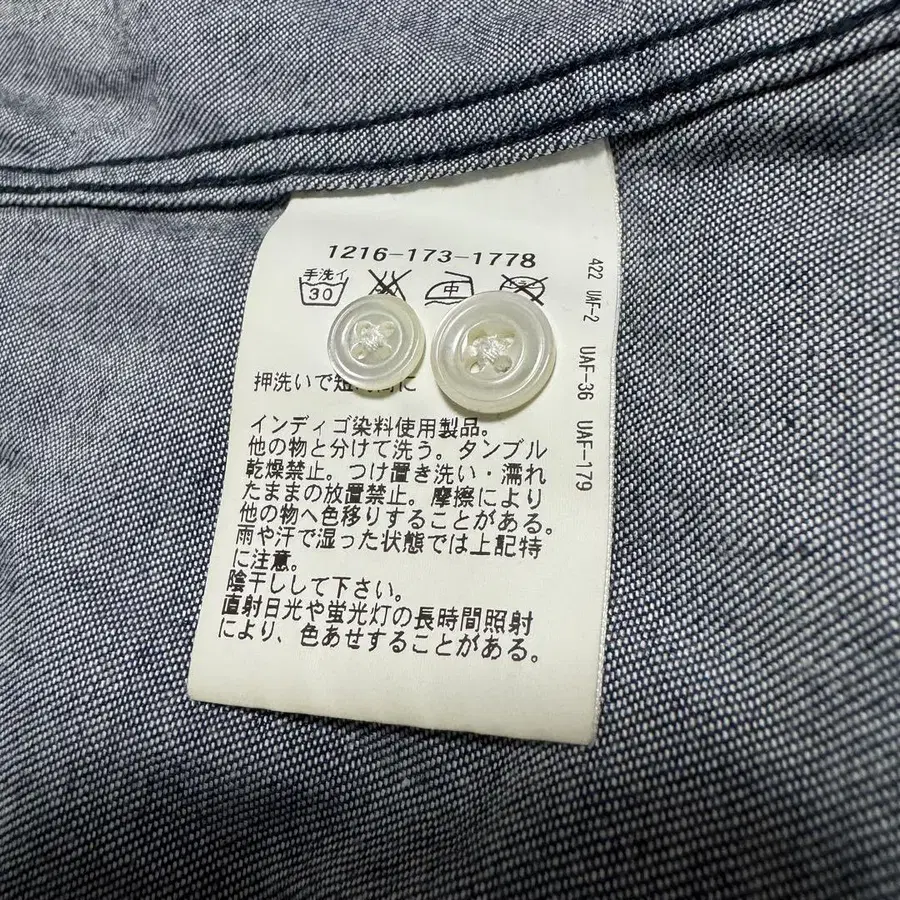 1216-173-1778
手洗イ
30
中
押洗いで短時間に
インディゴ染料使用製品。
他の物と分けて洗う。タンブル
乾燥禁止。つけ置き洗い・濡れ
たままの放置禁止。摩擦により
他の物へ色移りすることがある。
雨や汗で湿った状態では上記特
に注意。
陰干しして下さい。
直射日光や蛍光灯の長時間照射
により、色あせすることがある。
422 UAF-2 UAF-36 UAF-179